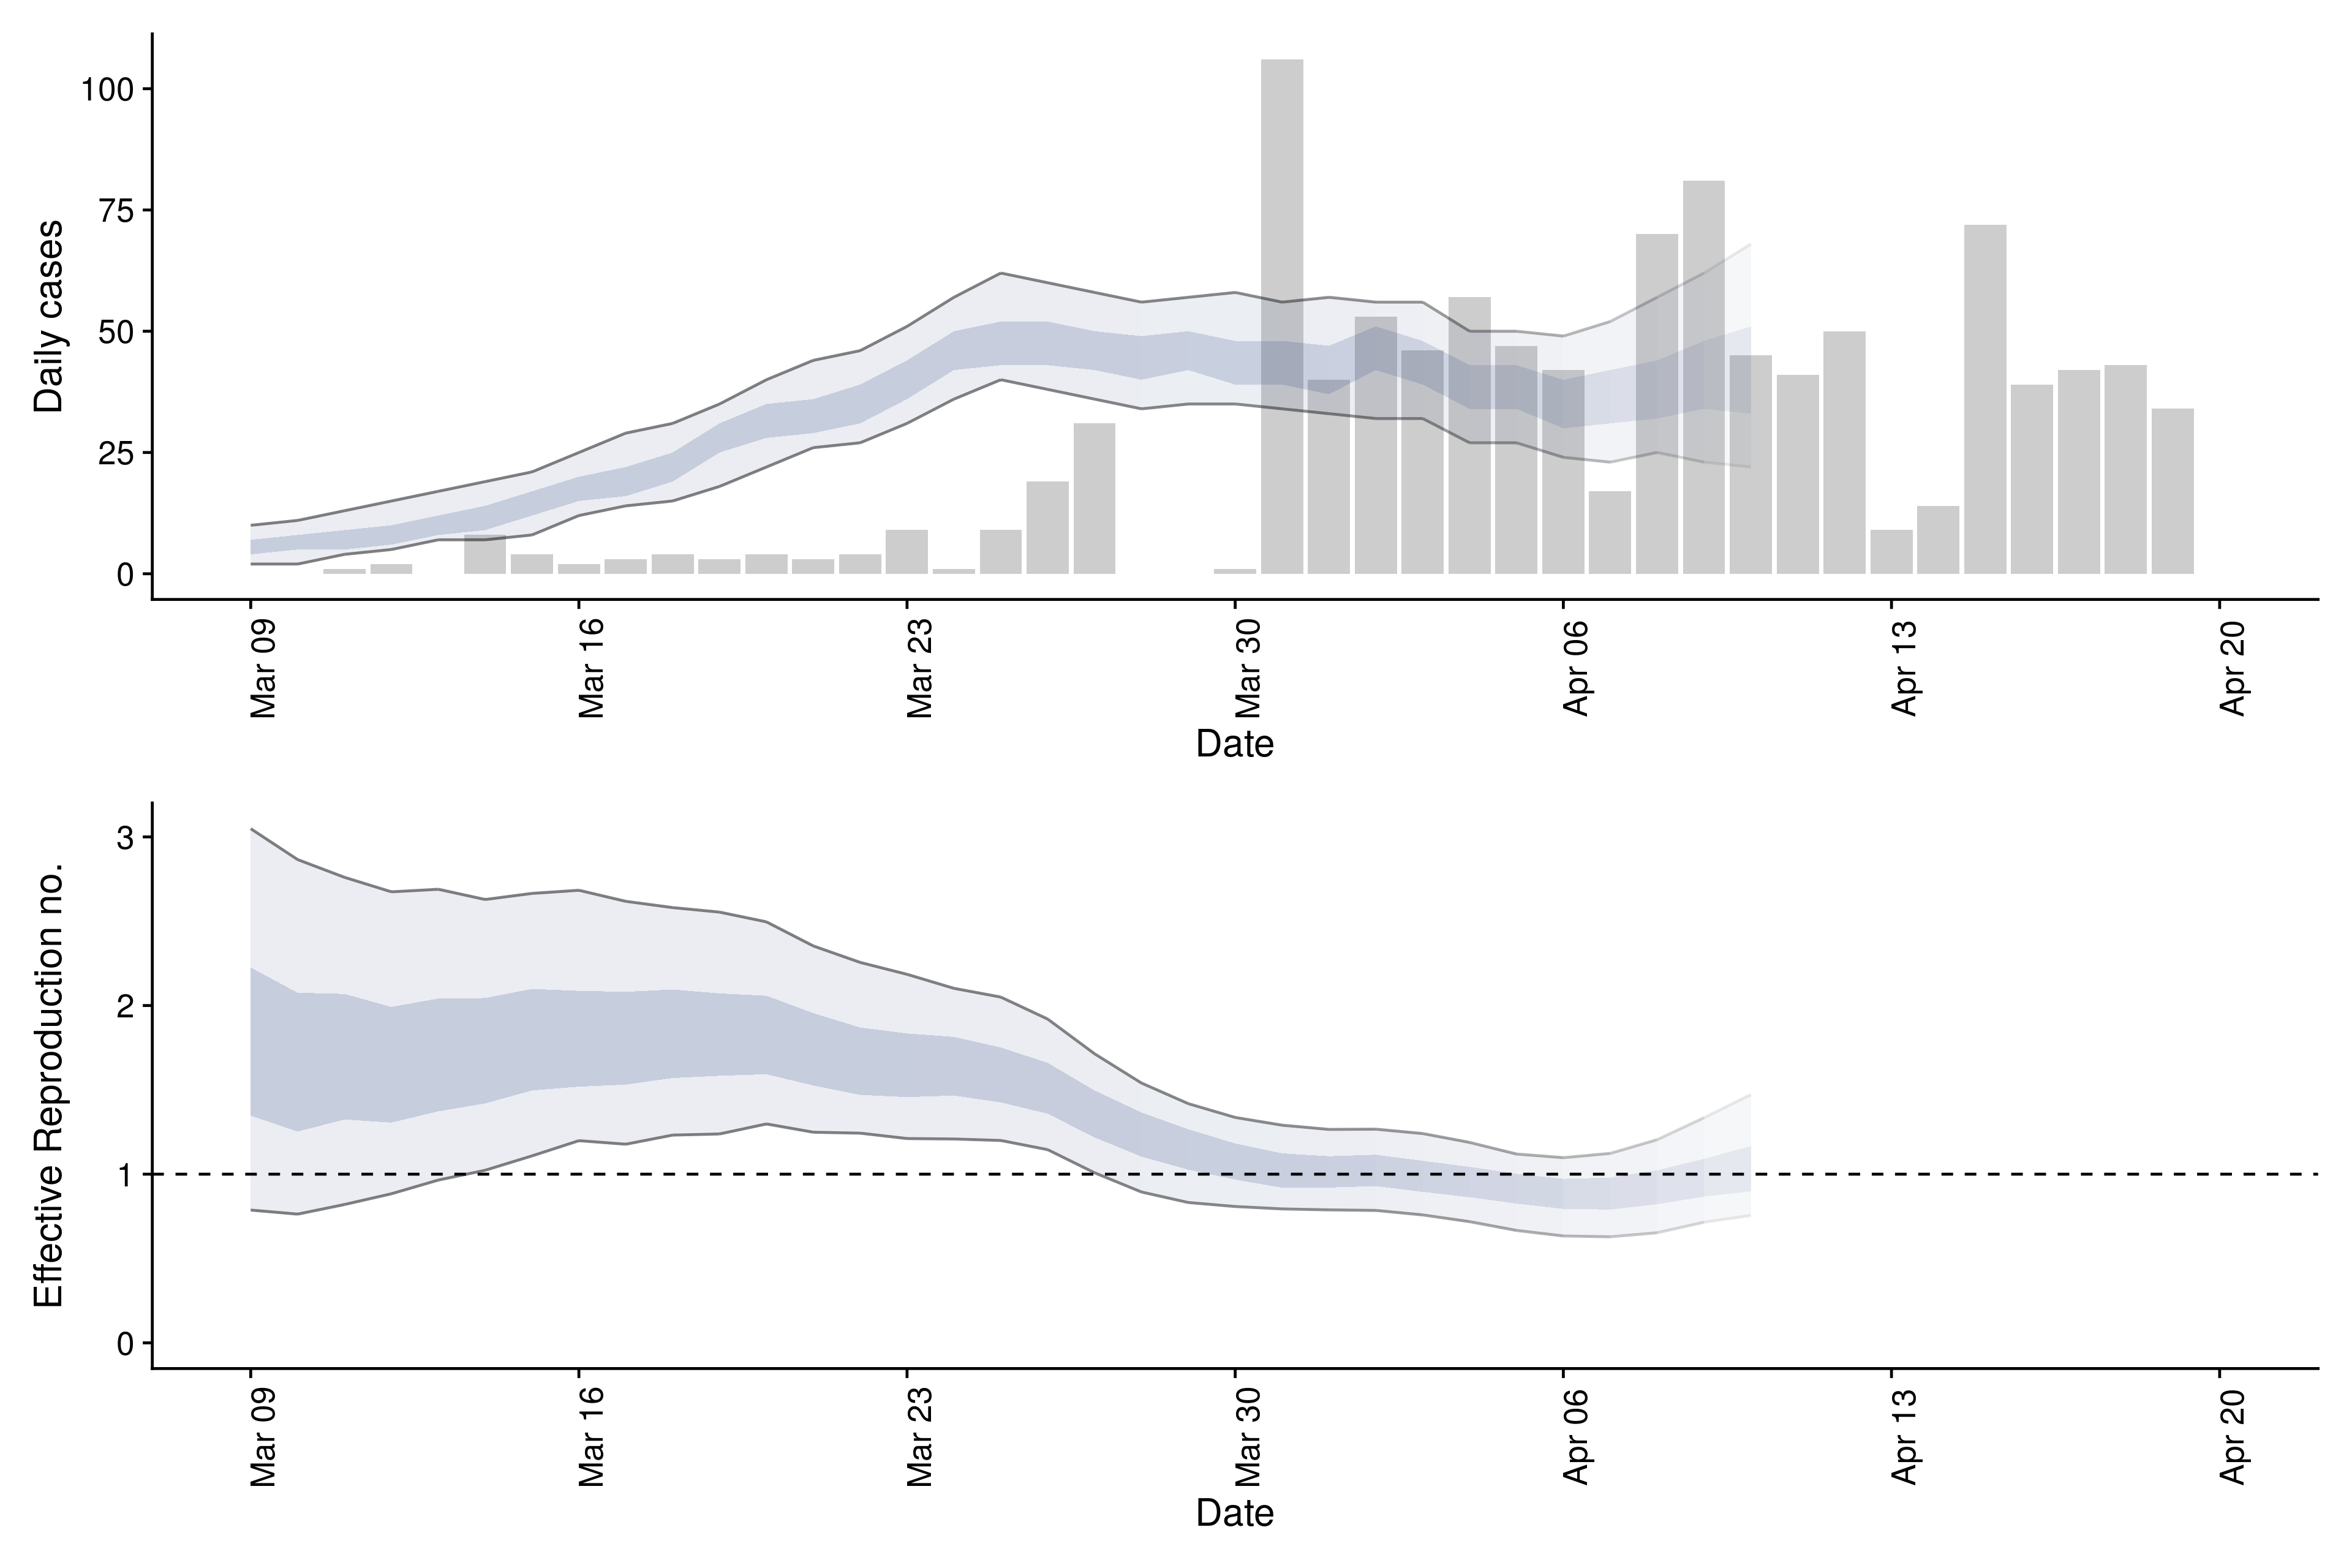 Daily cases
100
75
50
25
0
Mar 09
Mar 16
Mar 23
Mar 30
Apr 06
Apr 13
Apr 20
Date
Effective Reproduction no.
3
2
1
0
Mar 09
Mar 16
Mar 23
Mar 30
Apr 06
Apr 13
Apr 20
Date